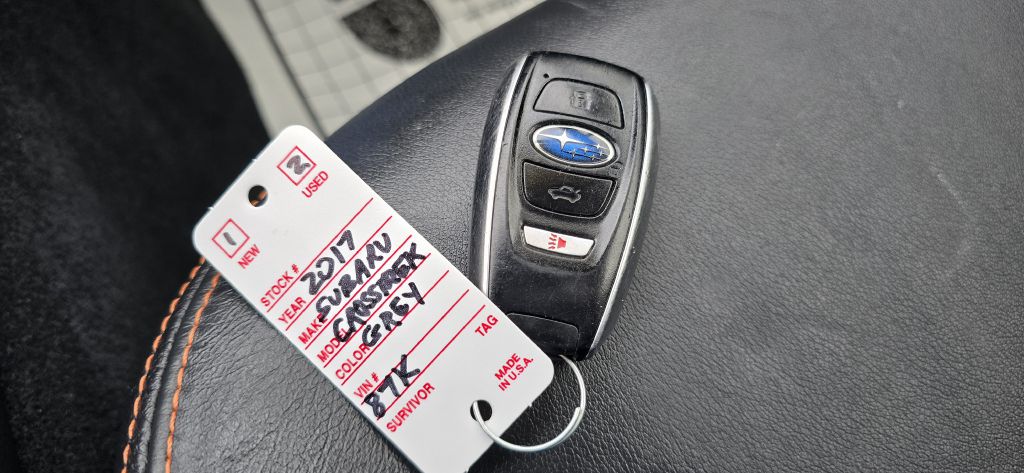 1 NEW
2 USED
STOCK #
YEAR 2017
MAKE SUBARU
MODEL CROSSTREK
COLOR GREY
VIN # 87K
TAG
SURVIVOR
MADE
IN U.S.A.